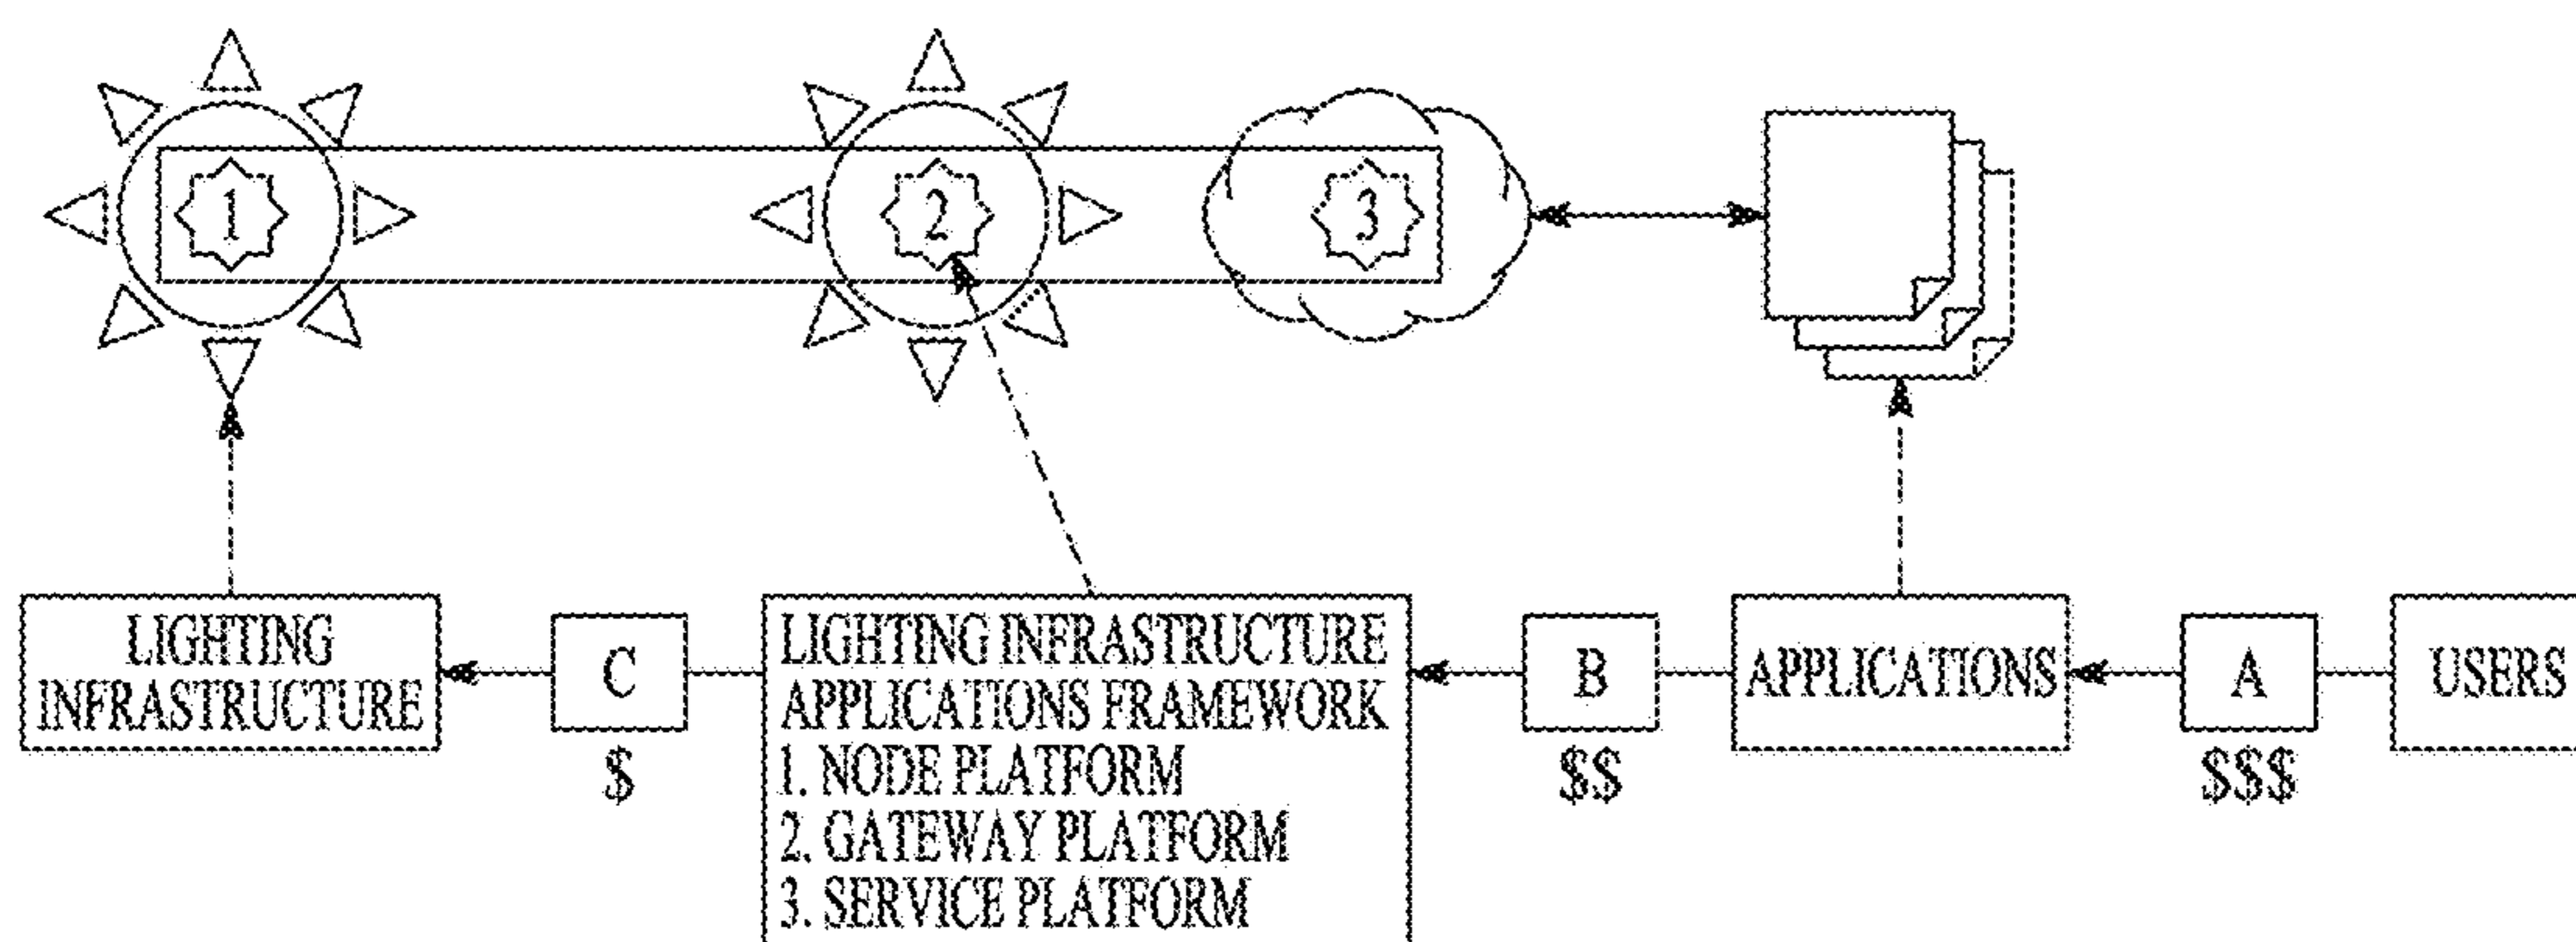 1
2
3
LIGHTING
INFRASTRUCTURE
C
$
LIGHTING INFRASTRUCTURE
APPLICATIONS FRAMEWORK
1. NODE PLATFORM
2. GATEWAY PLATFORM
3. SERVICE PLATFORM
B
$$
APPLICATIONS
A
$$$
USERS